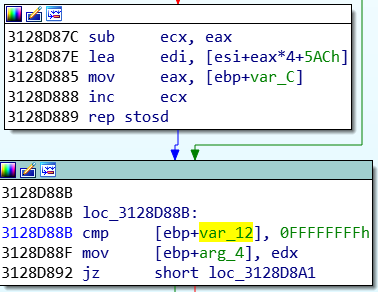 3128D87C sub ecx, eax
3128D87E lea edi, [esi+eax*4+5ACh]
3128D885 mov eax, [ebp+var_C]
3128D888 inc ecx
3128D889 rep stosd
3128D88B
3128D88B loc_3128D88B:
3128D88B cmp [ebp+var_12], 0FFFFFFFFh
3128D88F mov [ebp+arg_4], edx
3128D892 jz short loc_3128D8A1